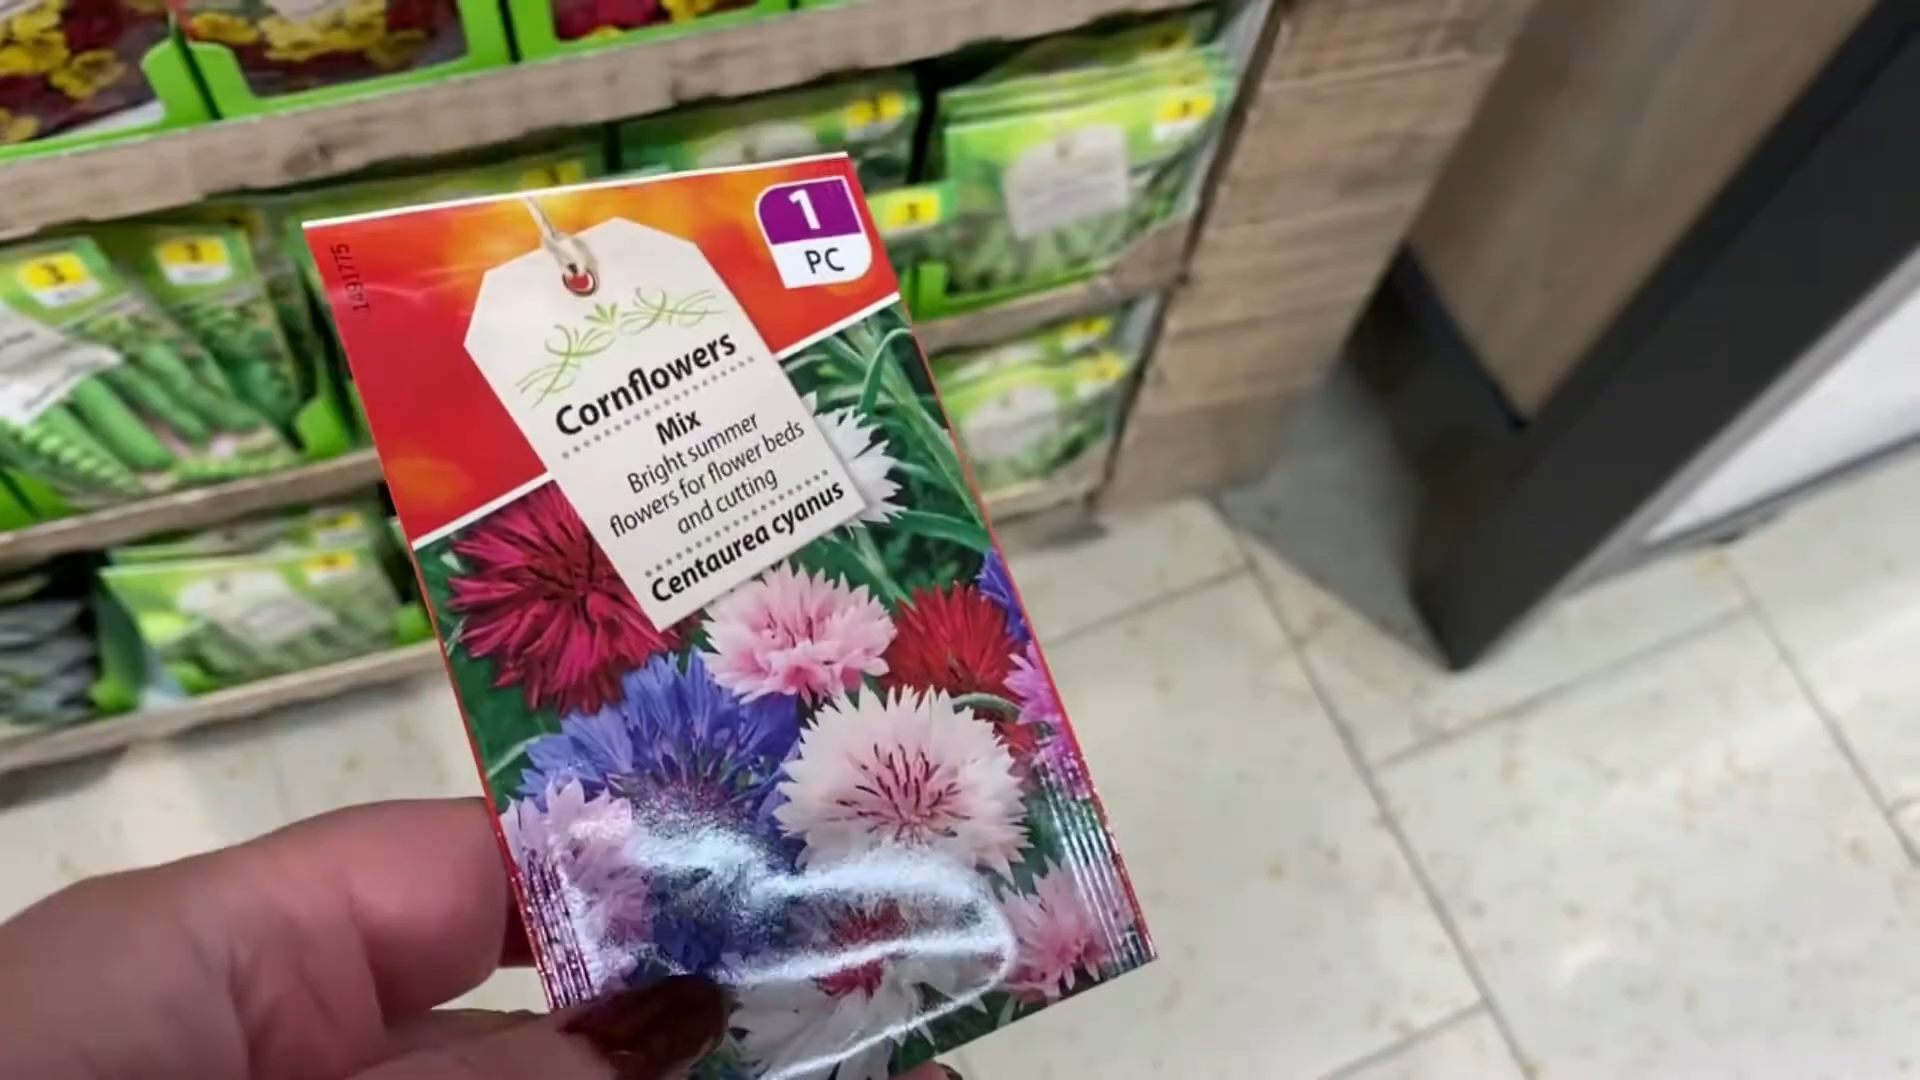 1491775
1
PC
Cornflowers
Mix
Bright summer
flowers for flower beds
and cutting
Centaurea cyanus